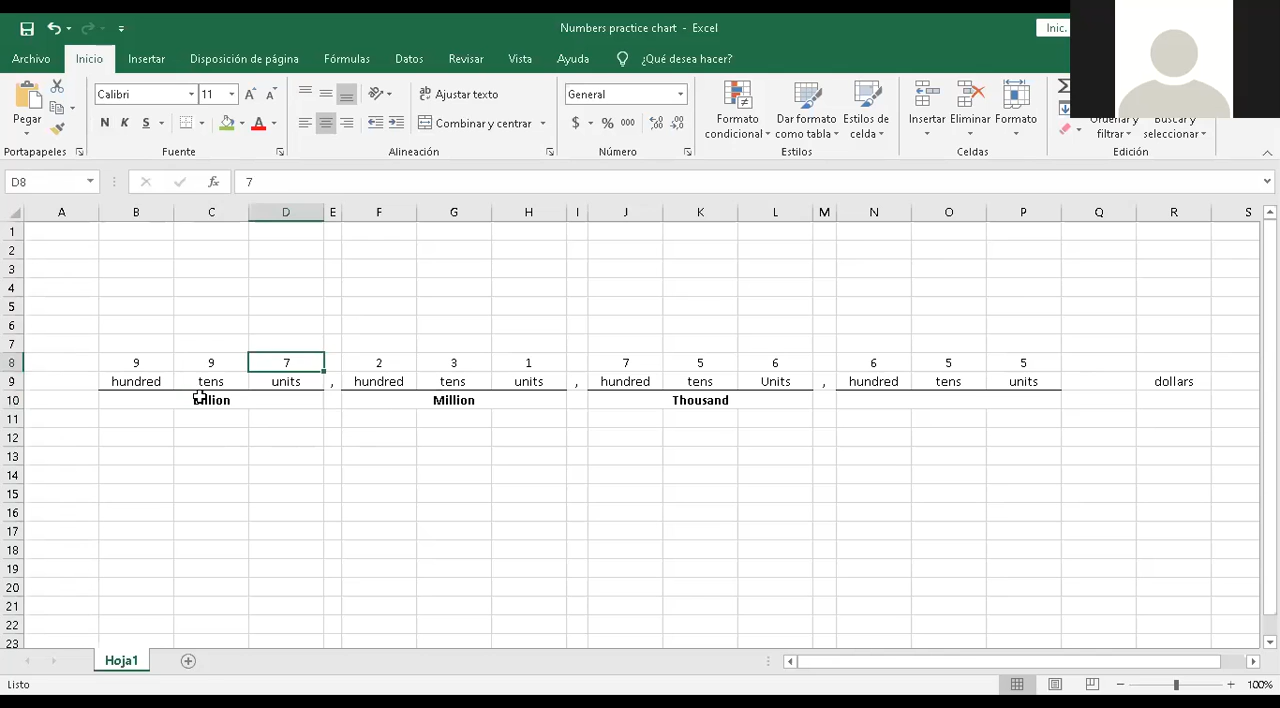 Numbers practice chart - Excel
Inic.
Archivo Inicio Insertar Disposición de página Fórmulas Datos Revisar Vista Ayuda ¿Qué desea hacer?
Pegar
Calibri 11 A A
Ajustar texto
General
N K S
Combinar y centrar
$ % 000
Formato condicional
Dar formato como tabla
Estilos de celda
Insertar Eliminar Formato
Ordenar y filtrar
Buscar y seleccionar
Portapapeles Fuente Alineación Número Estilos Celdas Edición
D8 fx 7
A B C D E F G H I J K L M N O P Q R S
1
2
3
4
5
6
7
8 9 9 7 2 3 1 7 5 6 6 5 5
9 hundred tens units , hundred tens units , hundred tens Units , hundred tens units dollars
10 Million Thousand
11
12
13
14
15
16
17
18
19
20
21
22
23
Hoja1
Listo 100%